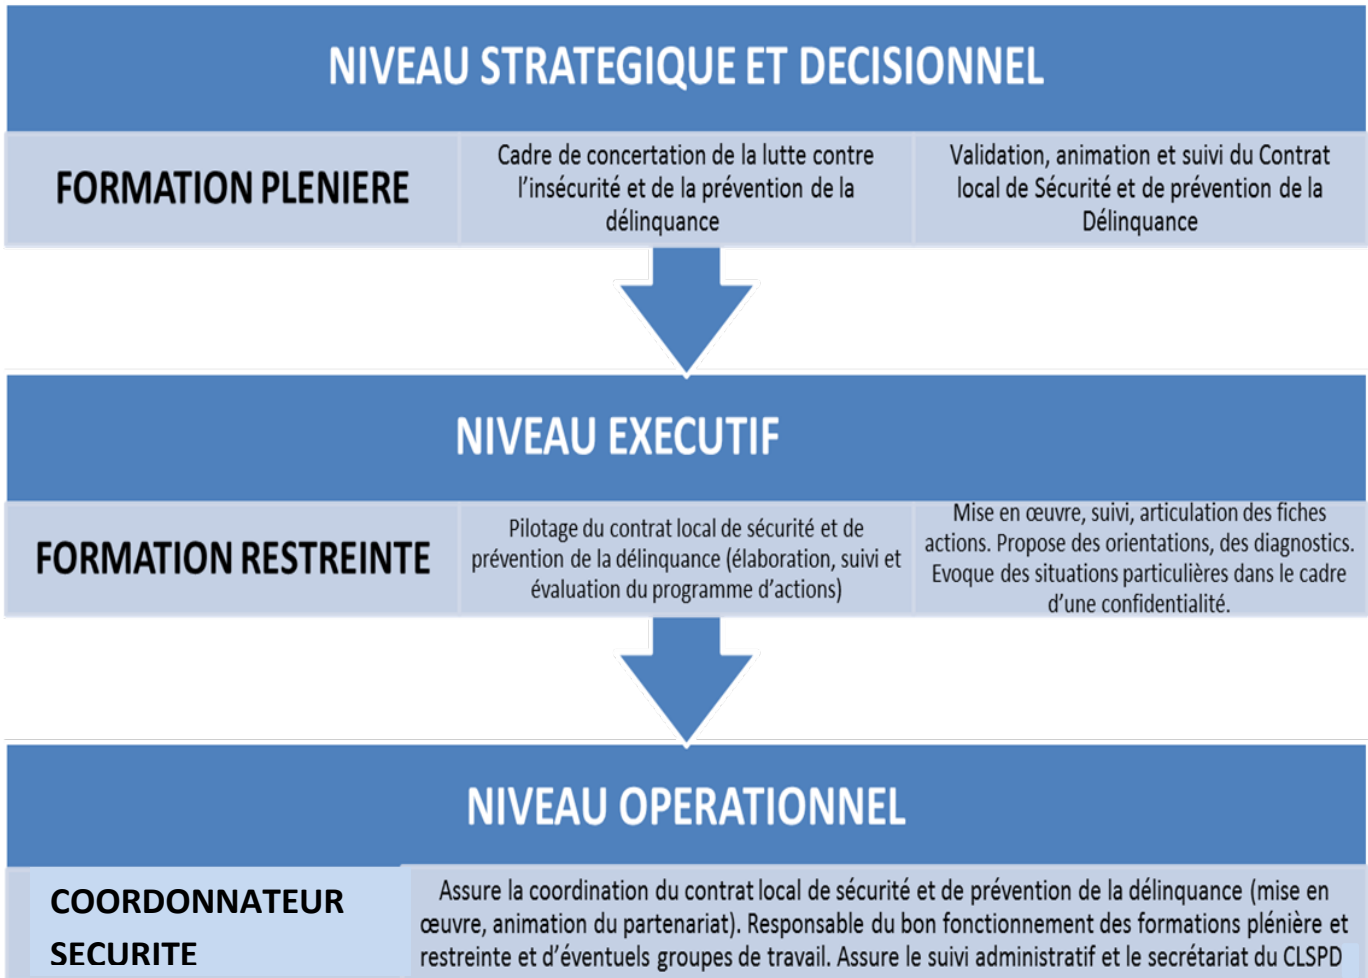 NIVEAU STRATEGIQUE ET DECISIONNEL
FORMATION PLENIERE
Cadre de concertation de la lutte contre
l'insécurité et de la prévention de la
délinquance
Validation, animation et suivi du Contrat
local de Sécurité et de prévention de la
Délinquance
NIVEAU EXECUTIF
FORMATION RESTREINTE
Pilotage du contrat local de sécurité et de
prévention de la délinquance (élaboration, suivi et
évaluation du programme d'actions)
Mise en œuvre, suivi, articulation des fiches
actions. Propose des orientations, des diagnostics.
Evoque des situations particulières dans le cadre
d'une confidentialité.
NIVEAU OPERATIONNEL
COORDONNATEUR
SECURITE
Assure la coordination du contrat local de sécurité et de prévention de la délinquance (mise en
œuvre, animation du partenariat). Responsable du bon fonctionnement des formations plénière et
restreinte et d'éventuels groupes de travail. Assure le suivi administratif et le secrétariat du CLSPD